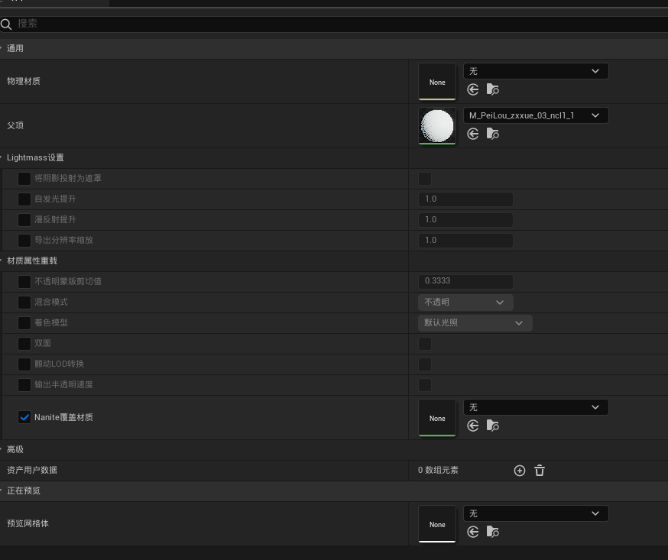 搜索
通用
物理材质
None
无
父项
M_PeiLou_zxxue_03_ncl1_1
Lightmass设置
将阴影投射为遮罩
自发光提升
1.0
漫反射提升
1.0
导出分辨率缩放
1.0
材质属性重载
不透明蒙版剪切值
0.3333
混合模式
不透明
着色模型
默认光照
双面
颤动LOD转换
输出半透明速度
Nanite覆盖材质
None
无
高级
资产用户数据
0 数组元素
正在预览
预览网格体
None
无